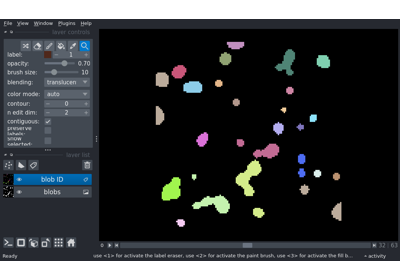 File View Window Plugins Help
layer controls
label: 1
opacity: 0.70
brush size: 10
blending: translucen
color mode: auto
contour: 0
n edit dim: 2
contiguous:
preserve labels:
show selected:
layer list
blob ID
blobs
32 63
Ready use <1> for activate the label eraser, use <2> for activate the paint brush, use <3> for activate the fill b... activity